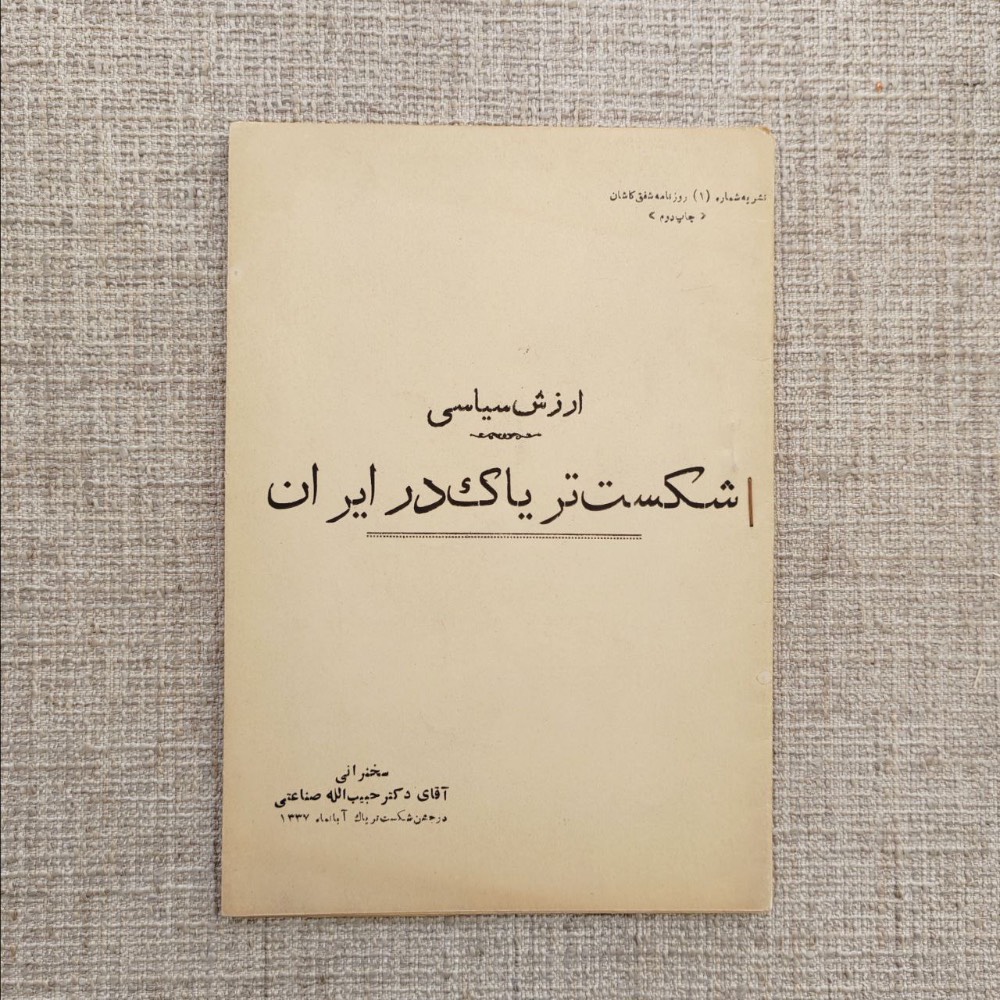 نشریه شماره (۱) روزنامه شفق کاشان
« چاپ دوم »
ارزش سیاسی
شکست تریاک در ایران
سخنرانی
آقای دکتر حبیب‌الله صناعتی
در جشن شکست تریاك آبانماه ۱۳۳۷